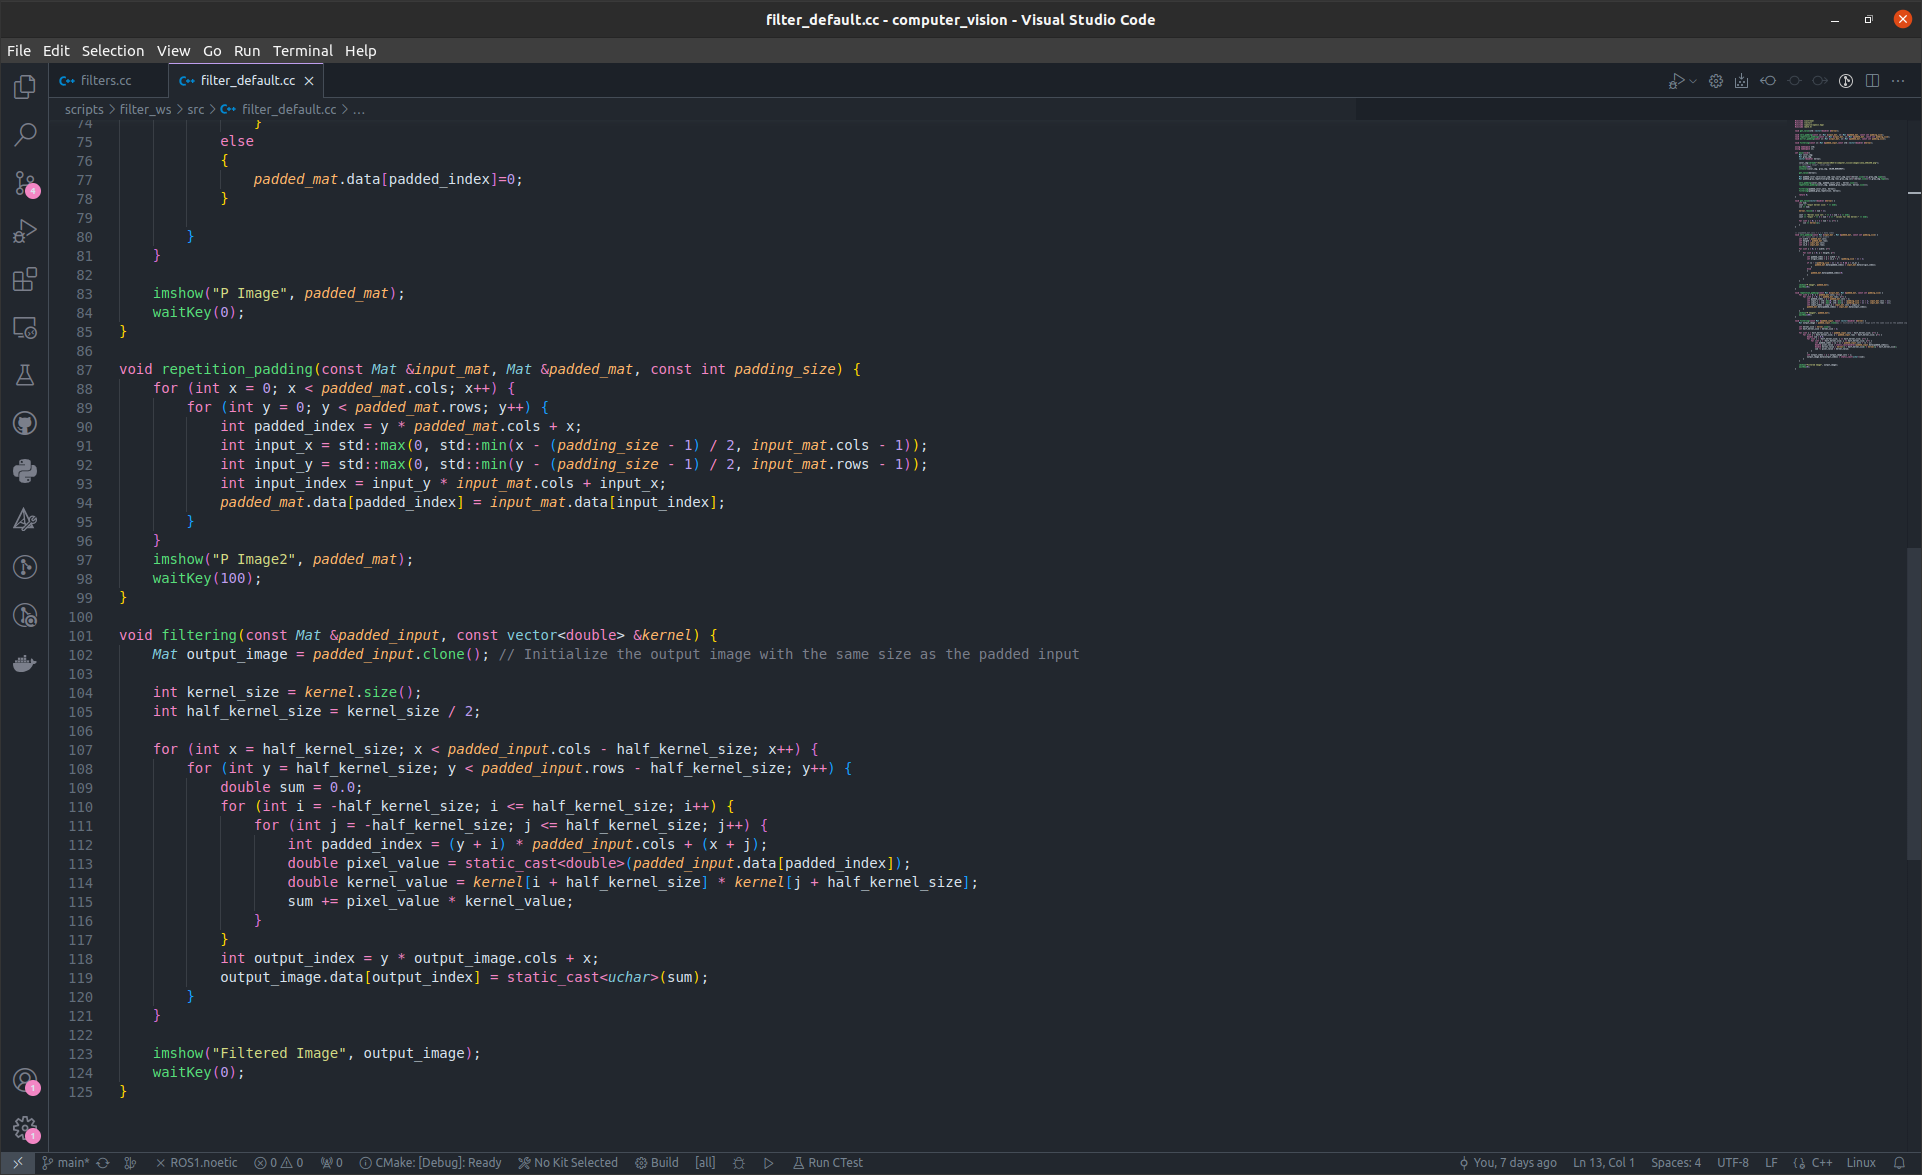 filter_default.cc - computer_vision - Visual Studio Code
File Edit Selection View Go Run Terminal Help
filters.cc filter_default.cc
scripts > filter_ws > src > filter_default.cc > ...
74 }
75 else
76 {
77 padded_mat.data[padded_index]=0;
78 }
79
80 }
81 }
82
83 imshow("P Image", padded_mat);
84 waitKey(0);
85 }
86
87 void repetition_padding(const Mat &input_mat, Mat &padded_mat, const int padding_size) {
88 for (int x = 0; x < padded_mat.cols; x++) {
89 for (int y = 0; y < padded_mat.rows; y++) {
90 int padded_index = y * padded_mat.cols + x;
91 int input_x = std::max(0, std::min(x - (padding_size - 1) / 2, input_mat.cols - 1));
92 int input_y = std::max(0, std::min(y - (padding_size - 1) / 2, input_mat.rows - 1));
93 int input_index = input_y * input_mat.cols + input_x;
94 padded_mat.data[padded_index] = input_mat.data[input_index];
95 }
96 }
97 imshow("P Image2", padded_mat);
98 waitKey(100);
99 }
100
101 void filtering(const Mat &padded_input, const vector<double> &kernel) {
102 Mat output_image = padded_input.clone(); // Initialize the output image with the same size as the padded input
103
104 int kernel_size = kernel.size();
105 int half_kernel_size = kernel_size / 2;
106
107 for (int x = half_kernel_size; x < padded_input.cols - half_kernel_size; x++) {
108 for (int y = half_kernel_size; y < padded_input.rows - half_kernel_size; y++) {
109 double sum = 0.0;
110 for (int i = -half_kernel_size; i <= half_kernel_size; i++) {
111 for (int j = -half_kernel_size; j <= half_kernel_size; j++) {
112 int padded_index = (y + i) * padded_input.cols + (x + j);
113 double pixel_value = static_cast<double>(padded_input.data[padded_index]);
114 double kernel_value = kernel[i + half_kernel_size] * kernel[j + half_kernel_size];
115 sum += pixel_value * kernel_value;
116 }
117 }
118 int output_index = y * output_image.cols + x;
119 output_image.data[output_index] = static_cast<uchar>(sum);
120 }
121 }
122
123 imshow("Filtered Image", output_image);
124 waitKey(0);
125 }
4
1
1
main* ROS1.noetic 0 0 0 CMake: [Debug]: Ready No Kit Selected Build [all] Run CTest You, 7 days ago Ln 13, Col 1 Spaces: 4 UTF-8 LF {} C++ Linux